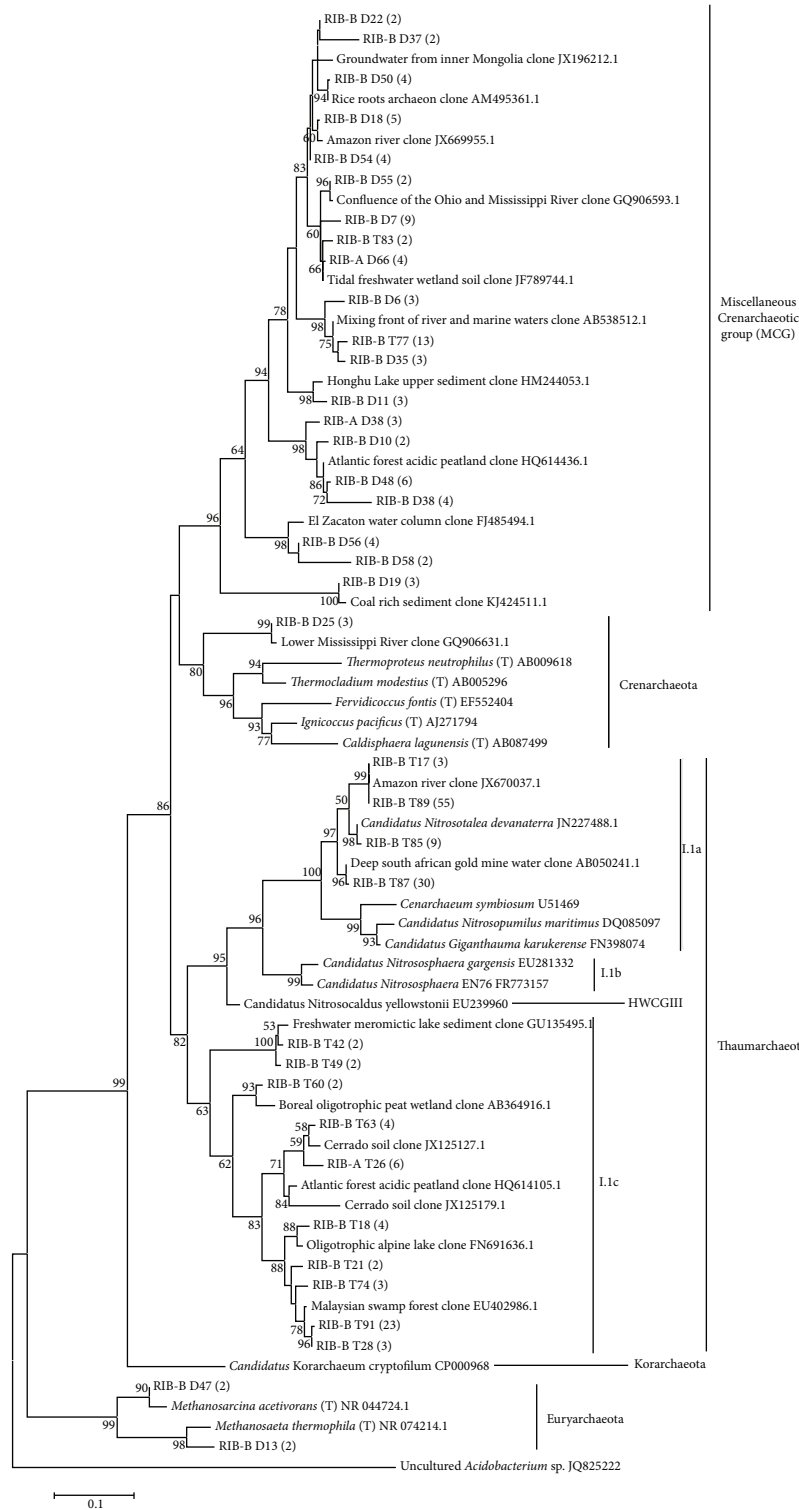 RIB-B D22 (2)
RIB-B D37 (2)
Groundwater from inner Mongolia clone JX196212.1
RIB-B D50 (4)
94
Rice roots archaeon clone AM495361.1
RIB-B D18 (5)
60
Amazon river clone JX669955.1
RIB-B D54 (4)
83
96
RIB-B D55 (2)
Confluence of the Ohio and Mississippi River clone GQ906593.1
RIB-B D7 (9)
60
RIB-B T83 (2)
RIB-A D66 (4)
66
Tidal freshwater wetland soil clone JF789744.1
RIB-B D6 (3)
78
98
Mixing front of river and marine waters clone AB538512.1
75
RIB-B T77 (13)
RIB-B D35 (3)
Miscellaneous
Crenarchaeotic
group (MCG)
94
Honghu Lake upper sediment clone HM244053.1
98
RIB-B D11 (3)
RIB-A D38 (3)
98
RIB-B D10 (2)
64
Atlantic forest acidic peatland clone HQ614436.1
86
RIB-B D48 (6)
72
RIB-B D38 (4)
96
El Zacaton water column clone FJ485494.1
98
RIB-B D56 (4)
RIB-B D58 (2)
RIB-B D19 (3)
100
Coal rich sediment clone KJ424511.1
99
RIB-B D25 (3)
Lower Mississippi River clone GQ906631.1
80
94
Thermoproteus neutrophilus (T) AB009618
Thermocladium modestius (T) AB005296
96
Fervidicoccus fontis (T) EF552404
93
Ignicoccus pacificus (T) AJ271794
77
Caldisphaera lagunensis (T) AB087499
Crenarchaeota
RIB-B T17 (3)
99
Amazon river clone JX670037.1
50
RIB-B T89 (55)
86
Candidatus Nitrosotalea devanaterra JN227488.1
97
98
RIB-B T85 (9)
Deep south african gold mine water clone AB050241.1
100
96
RIB-B T87 (30)
Cenarchaeum symbiosum U51469
96
99
Candidatus Nitrosopumilus maritimus DQ085097
93
Candidatus Giganthauma karukerense FN398074
I.1a
95
Candidatus Nitrososphaera gargensis EU281332
99
Candidatus Nitrososphaera EN76 FR773157
I.1b
Candidatus Nitrosocaldus yellowstonii EU239960
HWCGIII
82
53
Freshwater meromictic lake sediment clone GU135495.1
100
RIB-B T42 (2)
RIB-B T49 (2)
Thaumarchaeot
99
93
RIB-B T60 (2)
63
Boreal oligotrophic peat wetland clone AB364916.1
58
RIB-B T63 (4)
59
Cerrado soil clone JX125127.1
62
71
RIB-A T26 (6)
Atlantic forest acidic peatland clone HQ614105.1
84
Cerrado soil clone JX125179.1
I.1c
83
88
RIB-B T18 (4)
Oligotrophic alpine lake clone FN691636.1
88
RIB-B T21 (2)
RIB-B T74 (3)
Malaysian swamp forest clone EU402986.1
78
RIB-B T91 (23)
96
RIB-B T28 (3)
Candidatus Korarchaeum cryptofilum CP000968
Korarchaeota
90
RIB-B D47 (2)
Methanosarcina acetivorans (T) NR 044724.1
99
Methanosaeta thermophila (T) NR 074214.1
98
RIB-B D13 (2)
Euryarchaeota
Uncultured Acidobacterium sp. JQ825222
0.1